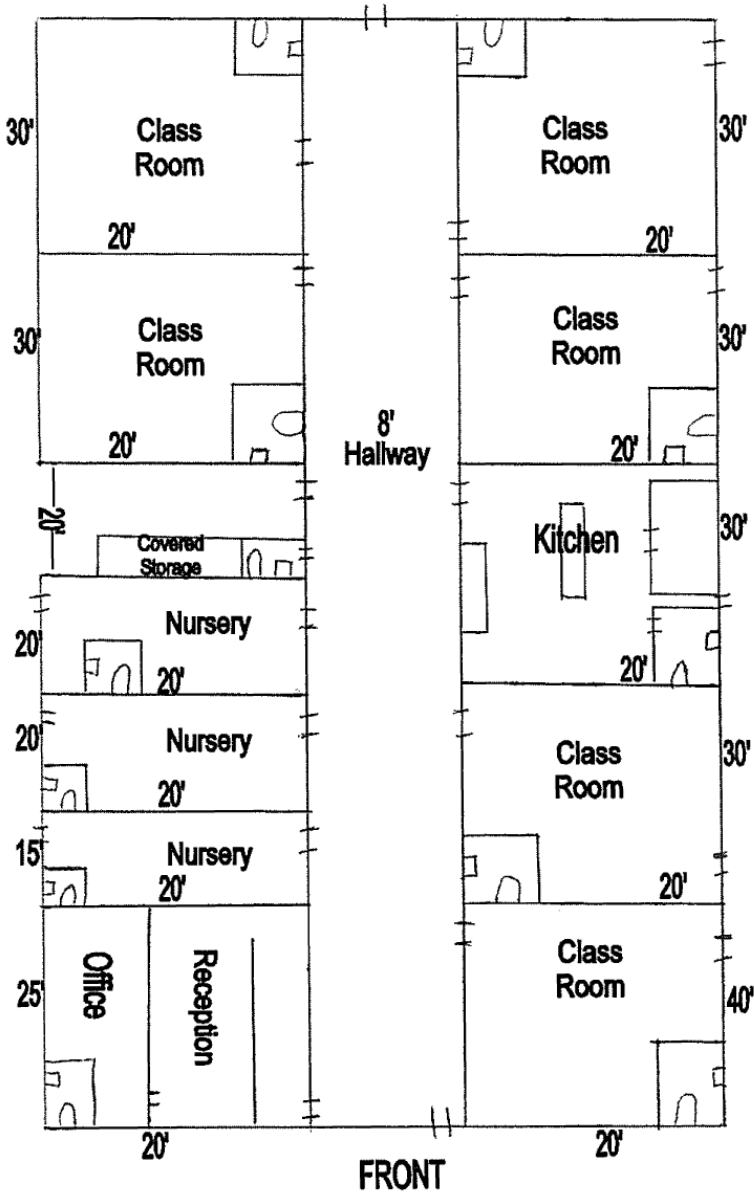 30'
Class
Room
20'
Class
Room
20'
30'
30'
Class
Room
20'
Class
Room
20'
30'
8'
Hallway
20'
Covered
Storage
Kitchen
30'
20'
20'
Nursery
20'
20'
Nursery
20'
Class
Room
30'
20'
15'
Nursery
20'
25'
Office
Reception
20'
Class
Room
40'
20'
FRONT